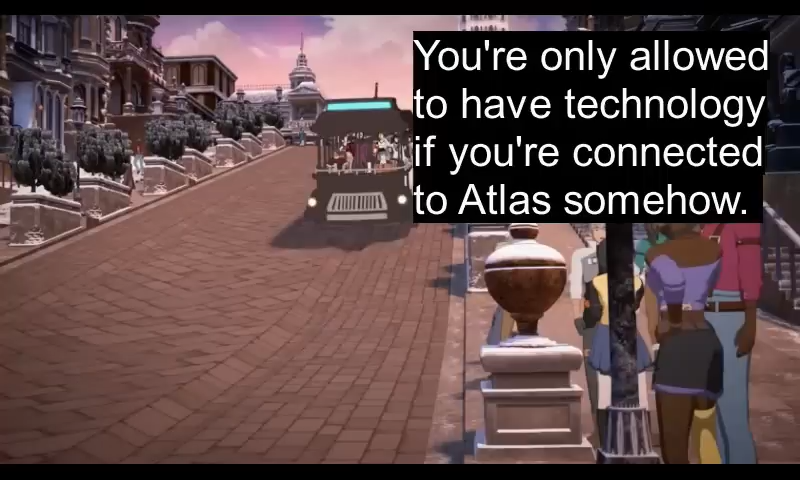 You're only allowed
to have technology
if you're connected
to Atlas somehow.